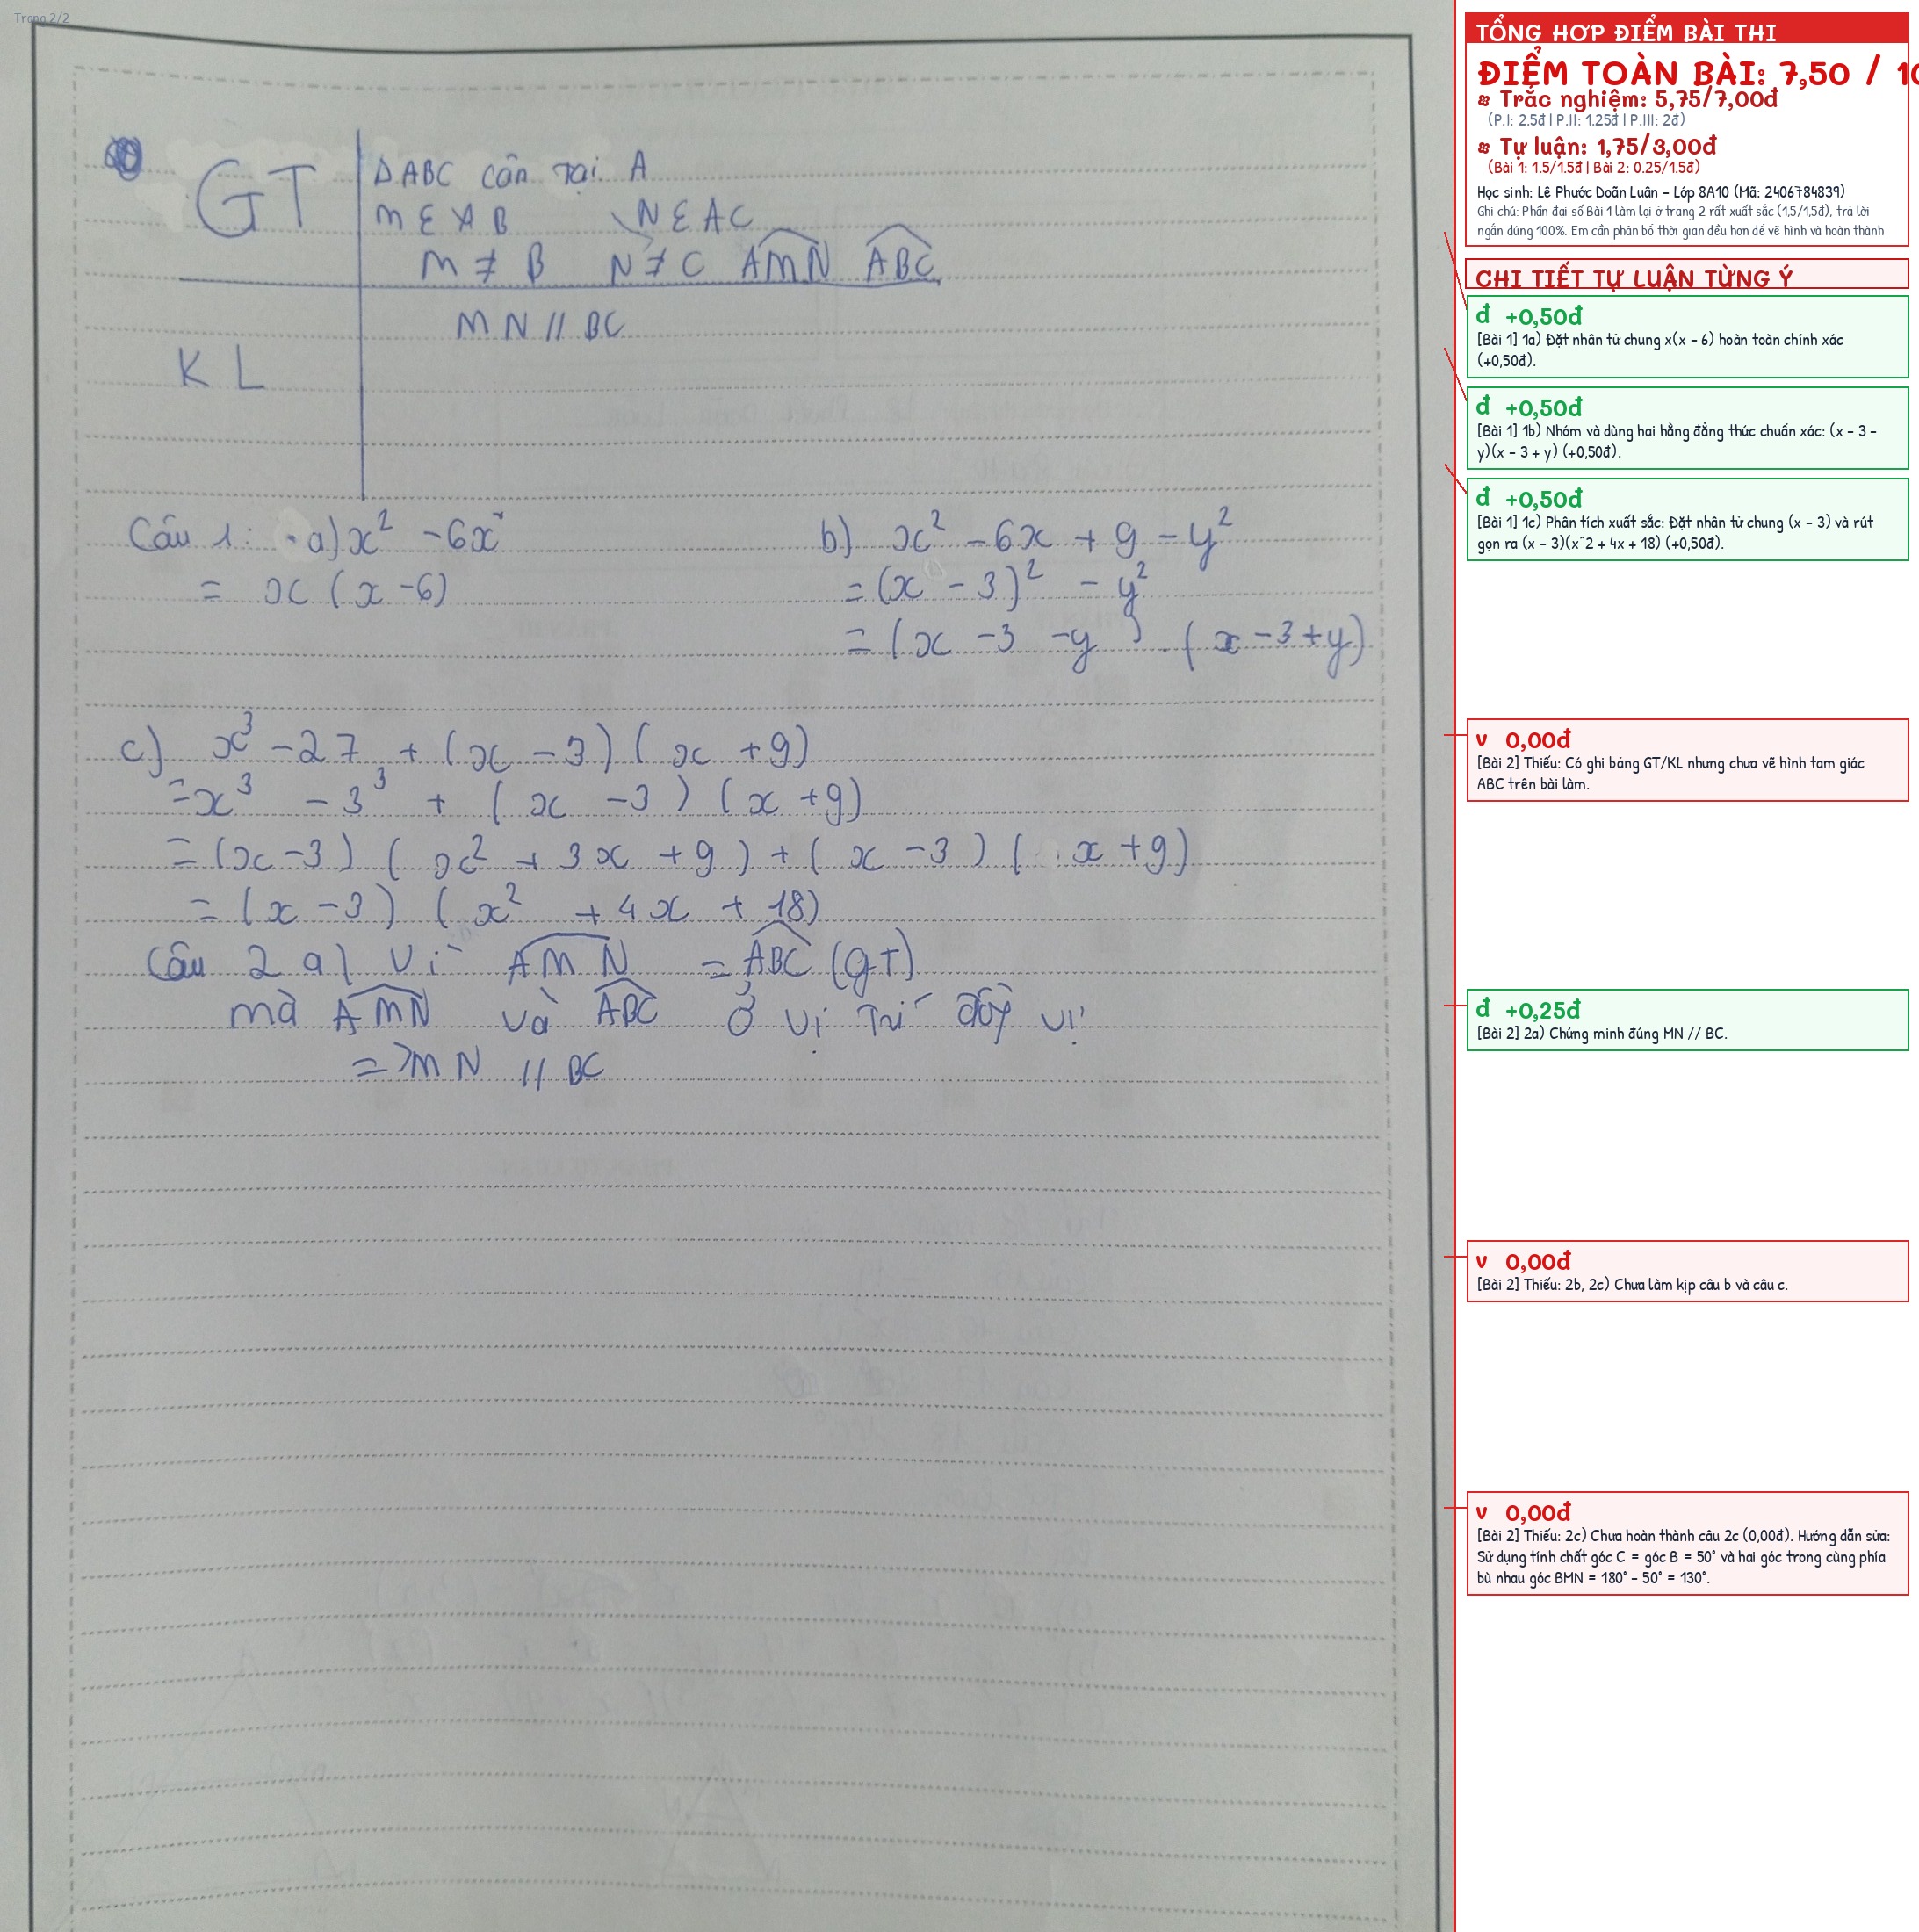 Trang 2/2
GT ΔABC cân Tại A
M ∈ AB N ∈ AC
M ≠ B N ≠ C AMN ABC
MN // BC
KL
Câu 1: a) x² - 6x
= x (x - 6)
b) x² - 6x + 9 - y²
= (x - 3)² - y²
= (x - 3 - y) . (x - 3 + y)
c) x³ - 27 + (x - 3) (x + 9)
= x³ - 3³ + (x - 3) (x + 9)
= (x - 3) (x² + 3x + 9) + (x - 3) (x + 9)
= (x - 3) (x² + 4x + 18)
Câu 2 a) Vì AMN = ABC (gT)
mà AMN và ABC ở vị Trí đồng vị
=> MN // BC
TỔNG HỢP ĐIỂM BÀI THI
ĐIỂM TOÀN BÀI: 7,50 / 10
Trắc nghiệm: 5,75/7,00đ
(P.I: 2.5đ | P.II: 1.25đ | P.III: 2đ)
Tự luận: 1,75/3,00đ
(Bài 1: 1.5/1.5đ | Bài 2: 0.25/1.5đ)
Học sinh: Lê Phước Doãn Luân - Lớp 8A10 (Mã: 2406784839)
Ghi chú: Phần đại số Bài 1 làm lại ở trang 2 rất xuất sắc (1,5/1,5đ), trả lời
ngắn đúng 100%. Em cần phân bổ thời gian đều hơn để vẽ hình và hoàn thành
CHI TIẾT TỰ LUẬN TỪNG Ý
đ +0,50đ
[Bài 1] 1a) Đặt nhân tử chung x(x - 6) hoàn toàn chính xác
(+0,50đ).
đ +0,50đ
[Bài 1] 1b) Nhóm và dùng hai hằng đẳng thức chuẩn xác: (x - 3 -
y)(x - 3 + y) (+0,50đ).
đ +0,50đ
[Bài 1] 1c) Phân tích xuất sắc: Đặt nhân tử chung (x - 3) và rút
gọn ra (x - 3)(x^2 + 4x + 18) (+0,50đ).
v 0,00đ
[Bài 2] Thiếu: Có ghi bảng GT/KL nhưng chưa vẽ hình tam giác
ABC trên bài làm.
đ +0,25đ
[Bài 2] 2a) Chứng minh đúng MN // BC.
v 0,00đ
[Bài 2] Thiếu: 2b, 2c) Chưa làm kịp câu b và câu c.
v 0,00đ
[Bài 2] Thiếu: 2c) Chưa hoàn thành câu 2c (0,00đ). Hướng dẫn sửa:
Sử dụng tính chất góc C = góc B = 50° và hai góc trong cùng phía
bù nhau góc BMN = 180° - 50° = 130°.